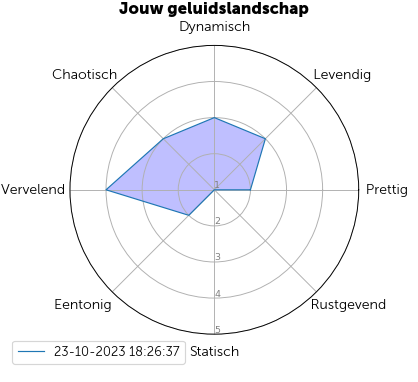 Jouw geluidslandschap
Dynamisch
Chaotisch
Levendig
Vervelend
1
Prettig
2
3
4
Eentonig
Rustgevend
5
23-10-2023 18:26:37
Statisch